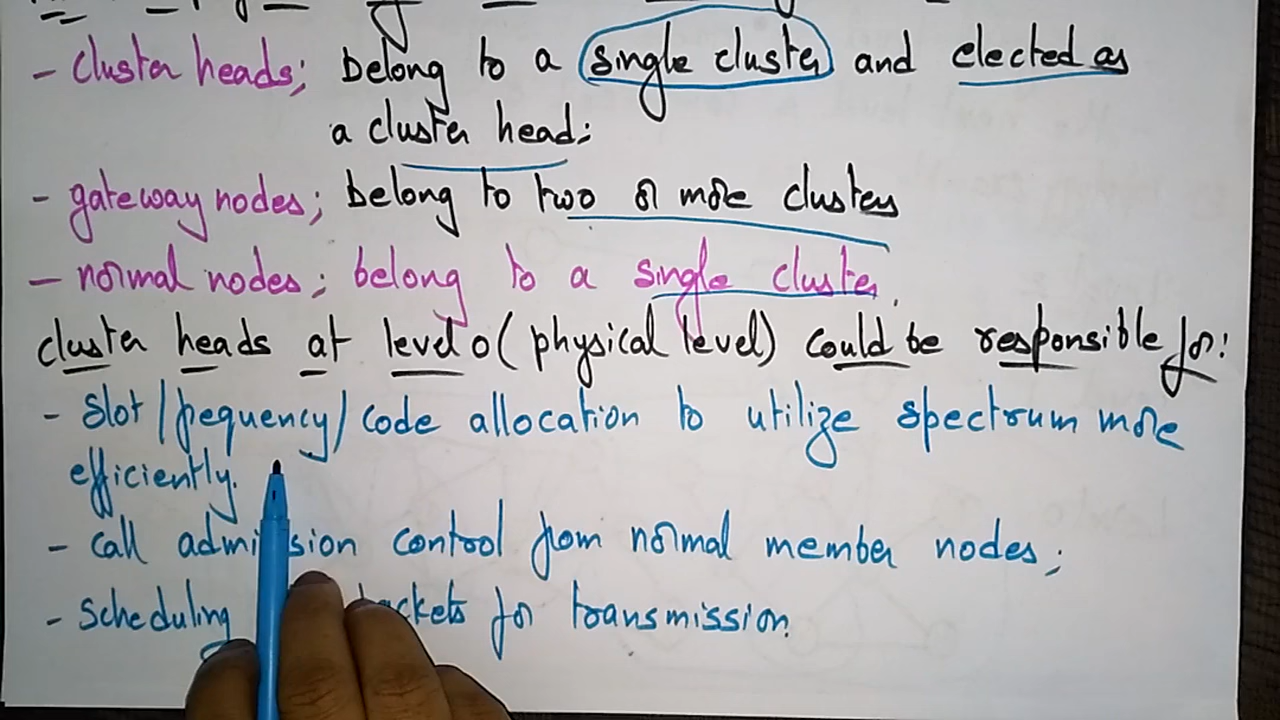 - cluster heads; belong to a single cluster and elected as
a cluster head;
- gateway nodes; belong to two or more clusters
- normal nodes; belong to a single cluster.
cluster heads at level 0 (physical level) could be responsible for:
- slot/frequency/code allocation to utilize spectrum more
efficiently.
- call admission control from normal member nodes;
- scheduling packets for transmission.